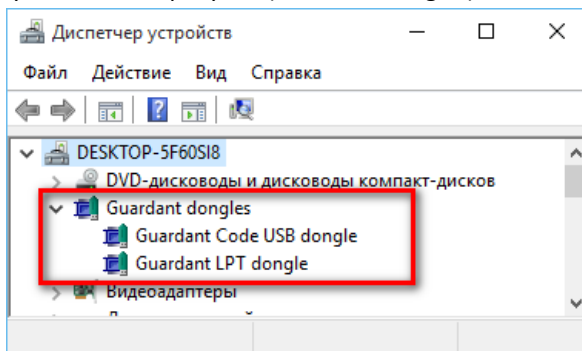 Диспетчер устройств
Файл Действие Вид Справка
DESKTOP-5F60SI8
DVD-дисководы и дисководы компакт-дисков
Guardant dongles
Guardant Code USB dongle
Guardant LPT dongle
Видеоадаптеры